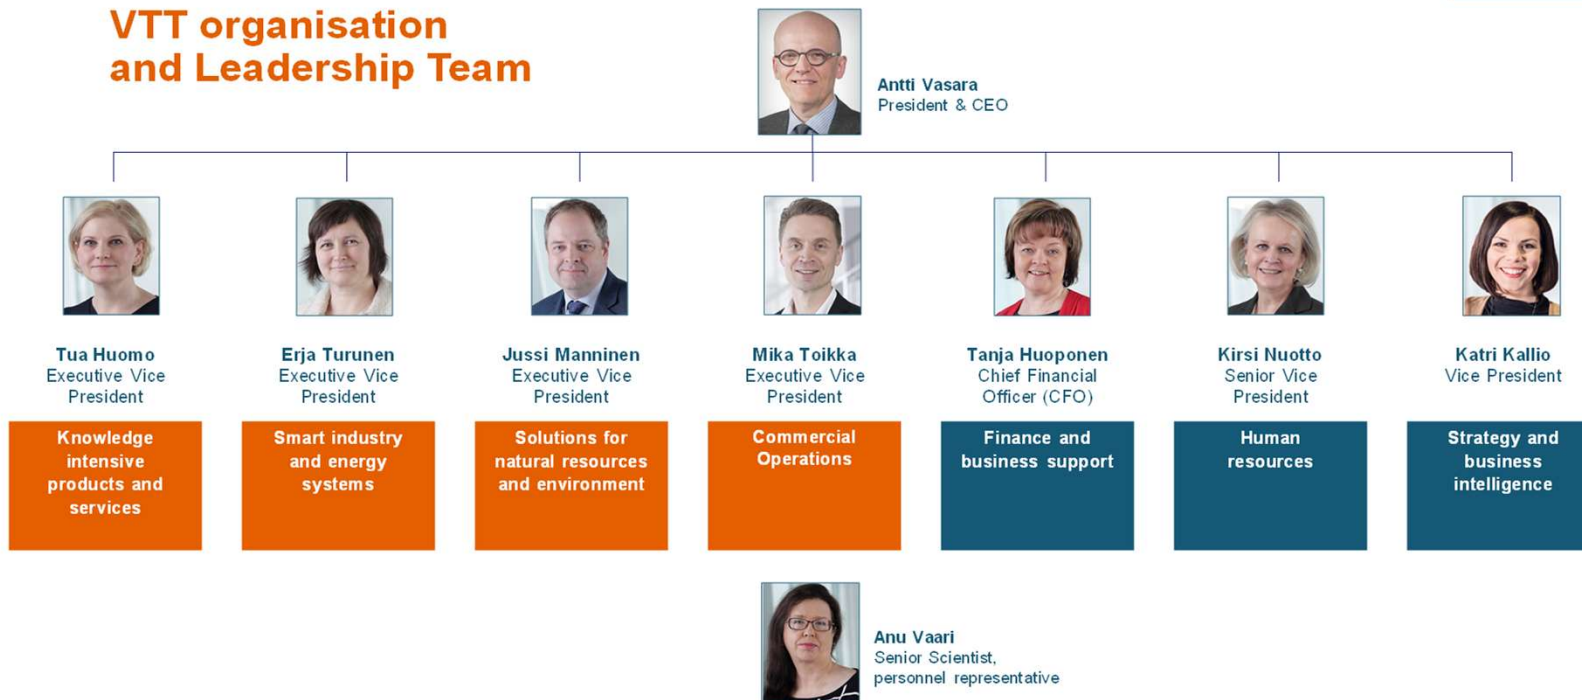 VTT organisation
and Leadership Team
Antti Vasara
President & CEO
Tua Huomo
Executive Vice
President
Erja Turunen
Executive Vice
President
Jussi Manninen
Executive Vice
President
Mika Toikka
Executive Vice
President
Tanja Huoponen
Chief Financial
Officer (CFO)
Kirsi Nuotto
Senior Vice
President
Katri Kallio
Vice President
Knowledge
intensive
products and
services
Smart industry
and energy
systems
Solutions for
natural resources
and environment
Commercial
Operations
Finance and
business support
Human
resources
Strategy and
business
intelligence
Anu Vaari
Senior Scientist,
personnel representative